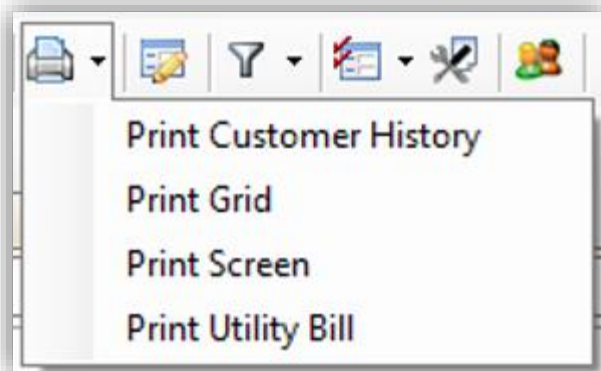 Print Customer History
Print Grid
Print Screen
Print Utility Bill